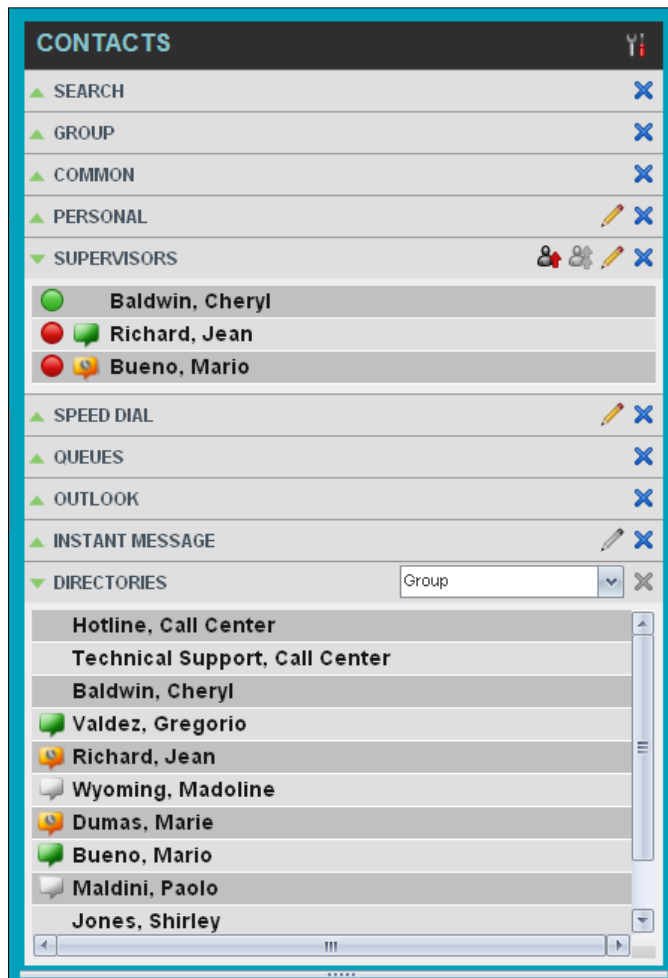 CONTACTS
SEARCH
GROUP
COMMON
PERSONAL
SUPERVISORS
Baldwin, Cheryl
Richard, Jean
Bueno, Mario
SPEED DIAL
QUEUES
OUTLOOK
INSTANT MESSAGE
DIRECTORIES Group
Hotline, Call Center
Technical Support, Call Center
Baldwin, Cheryl
Valdez, Gregorio
Richard, Jean
Wyoming, Madoline
Dumas, Marie
Bueno, Mario
Maldini, Paolo
Jones, Shirley